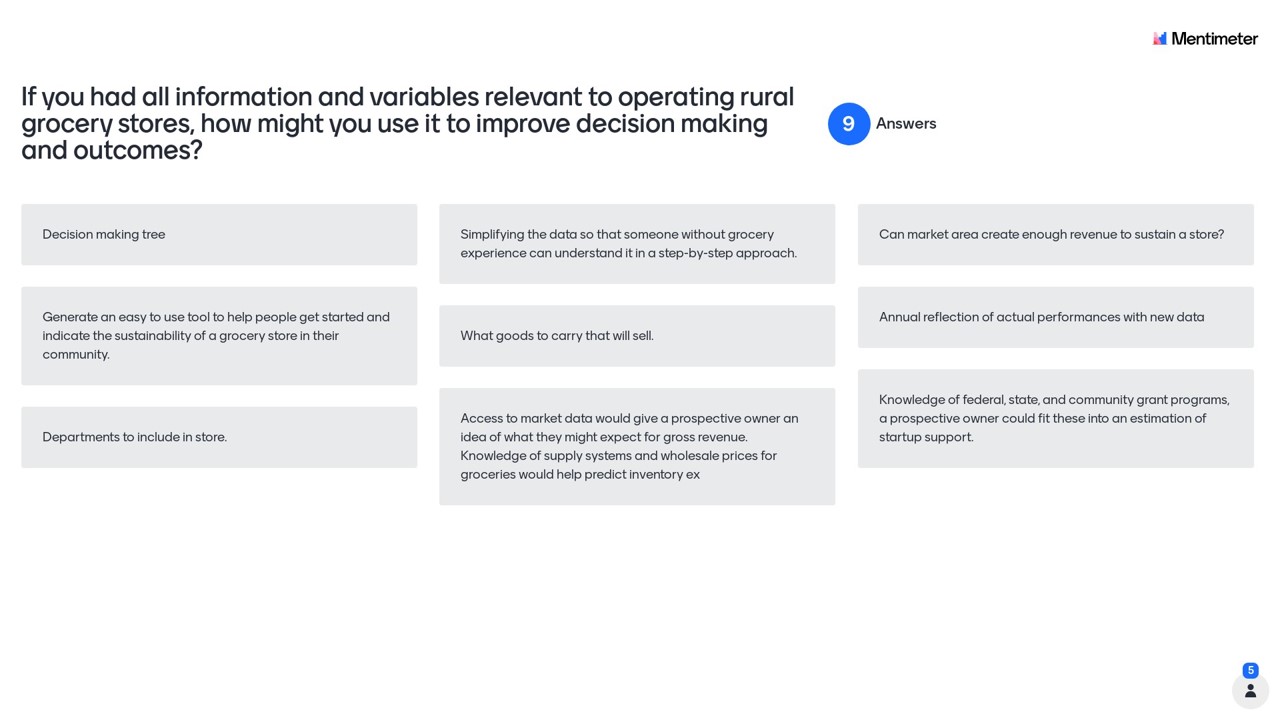 Mentimeter
If you had all information and variables relevant to operating rural
grocery stores, how might you use it to improve decision making
and outcomes?
9 Answers
Decision making tree
Generate an easy to use tool to help people get started and
indicate the sustainability of a grocery store in their
community.
Departments to include in store.
Simplifying the data so that someone without grocery
experience can understand it in a step-by-step approach.
What goods to carry that will sell.
Access to market data would give a prospective owner an
idea of what they might expect for gross revenue.
Knowledge of supply systems and wholesale prices for
groceries would help predict inventory ex
Can market area create enough revenue to sustain a store?
Annual reflection of actual performances with new data
Knowledge of federal, state, and community grant programs,
a prospective owner could fit these into an estimation of
startup support.
5